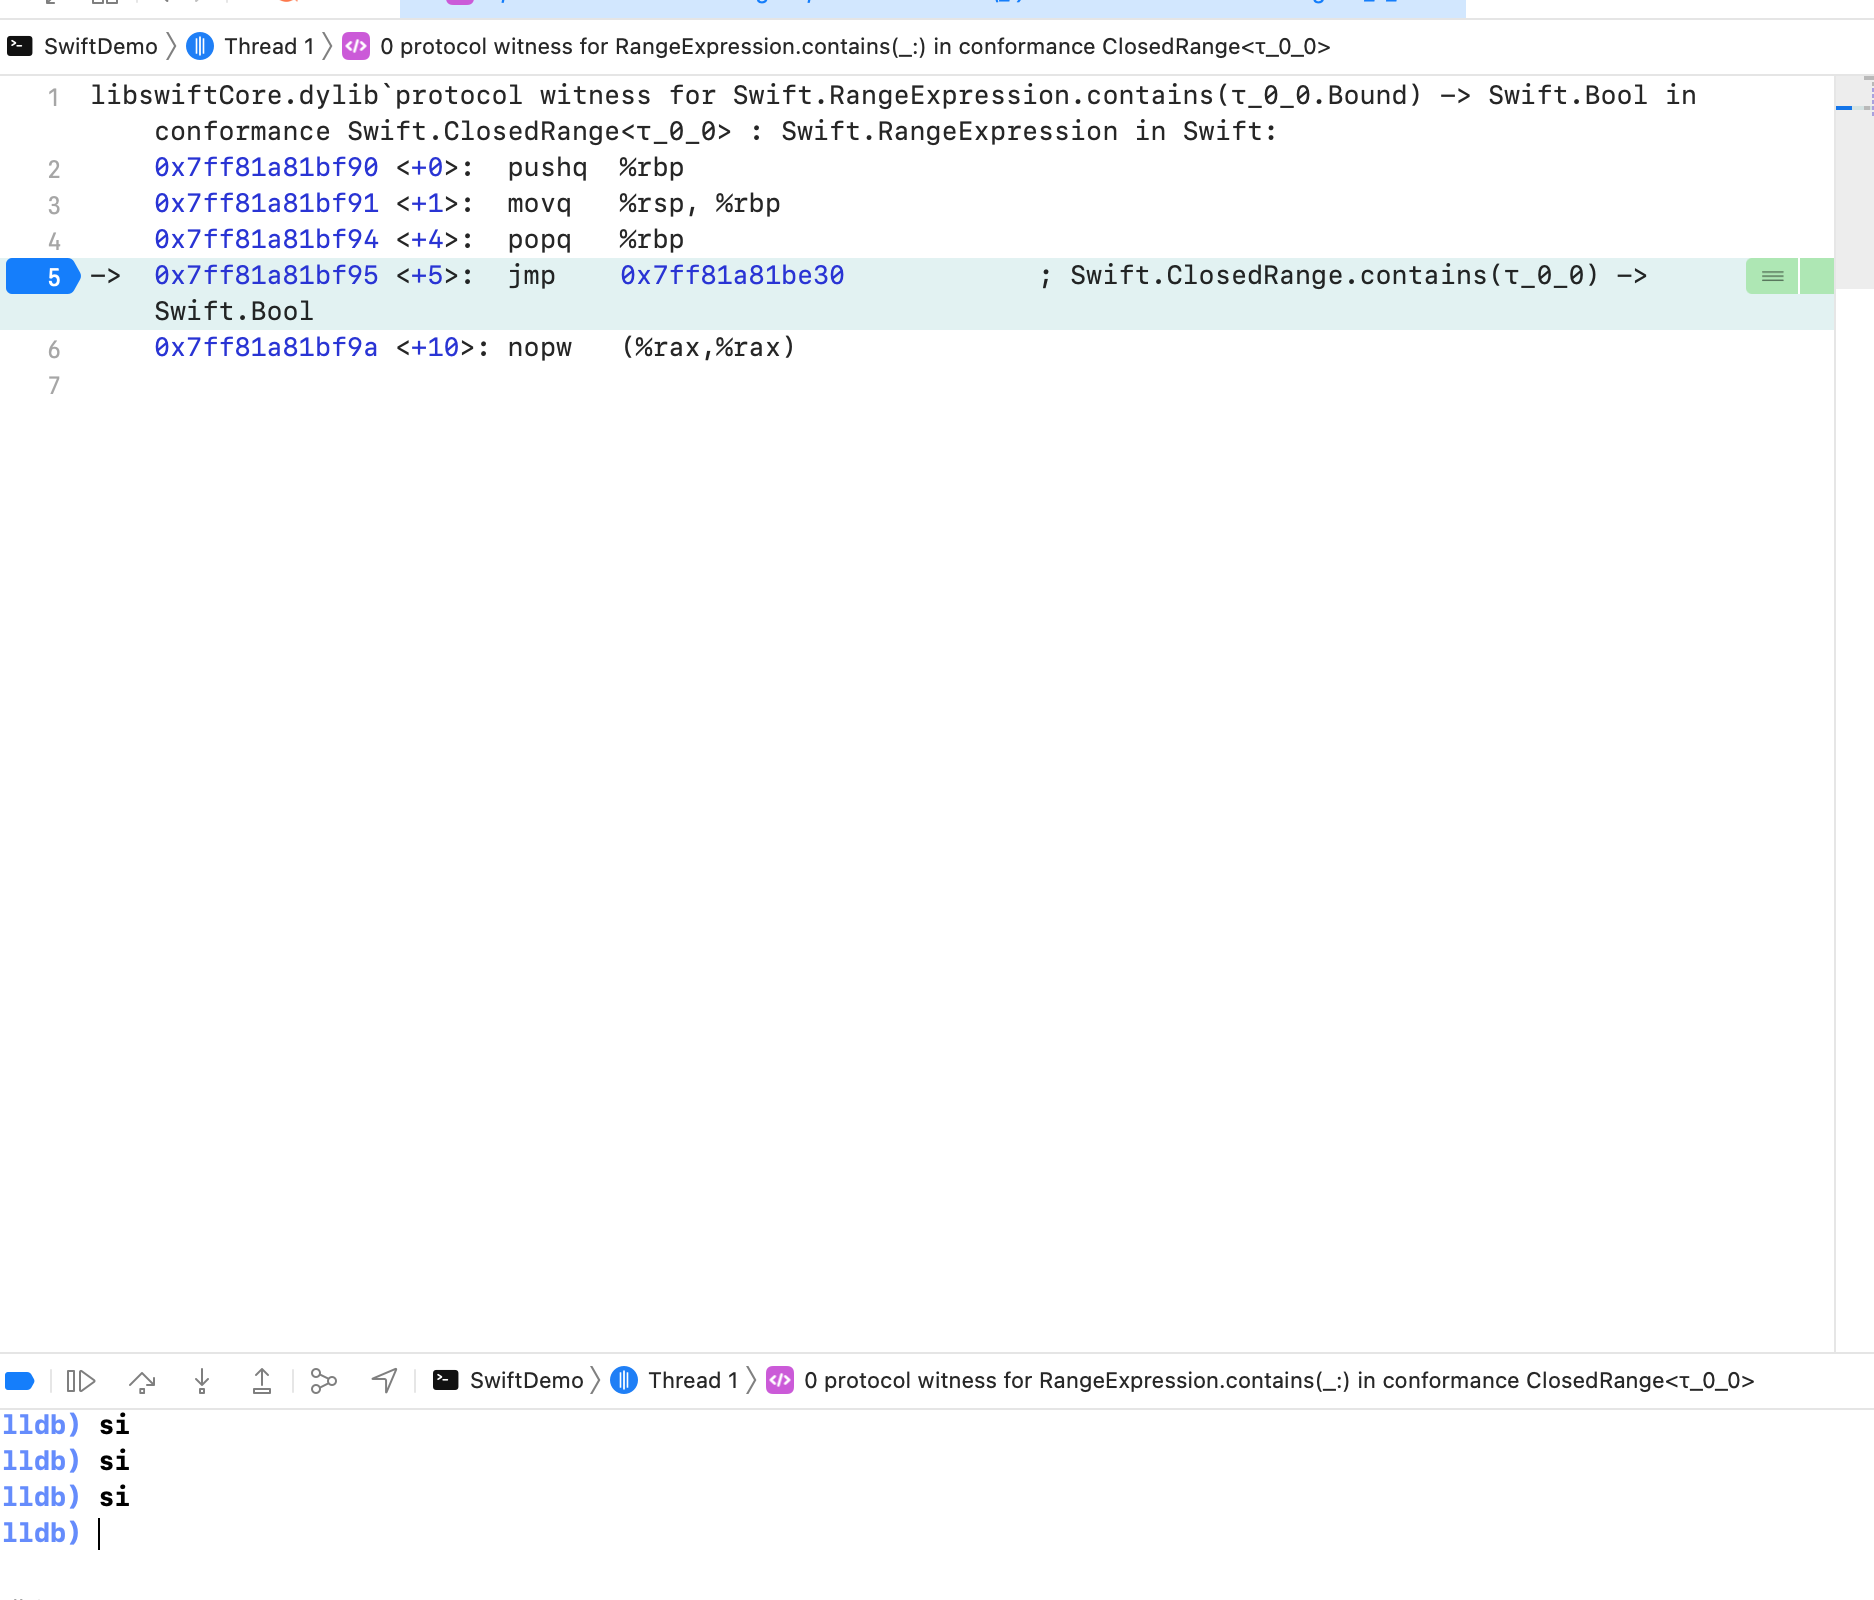 SwiftDemo 〉 Thread 1 〉 0 protocol witness for RangeExpression.contains(_:) in conformance ClosedRange<τ_0_0>
1 libswiftCore.dylib`protocol witness for Swift.RangeExpression.contains(τ_0_0.Bound) -> Swift.Bool in
conformance Swift.ClosedRange<τ_0_0> : Swift.RangeExpression in Swift:
2 0x7ff81a81bf90 <+0>: pushq %rbp
3 0x7ff81a81bf91 <+1>: movq %rsp, %rbp
4 0x7ff81a81bf94 <+4>: popq %rbp
5 -> 0x7ff81a81bf95 <+5>: jmp 0x7ff81a81be30 ; Swift.ClosedRange.contains(τ_0_0) ->
Swift.Bool
6 0x7ff81a81bf9a <+10>: nopw (%rax,%rax)
7
SwiftDemo 〉 Thread 1 〉 0 protocol witness for RangeExpression.contains(_:) in conformance ClosedRange<τ_0_0>
lldb) si
lldb) si
lldb) si
lldb)